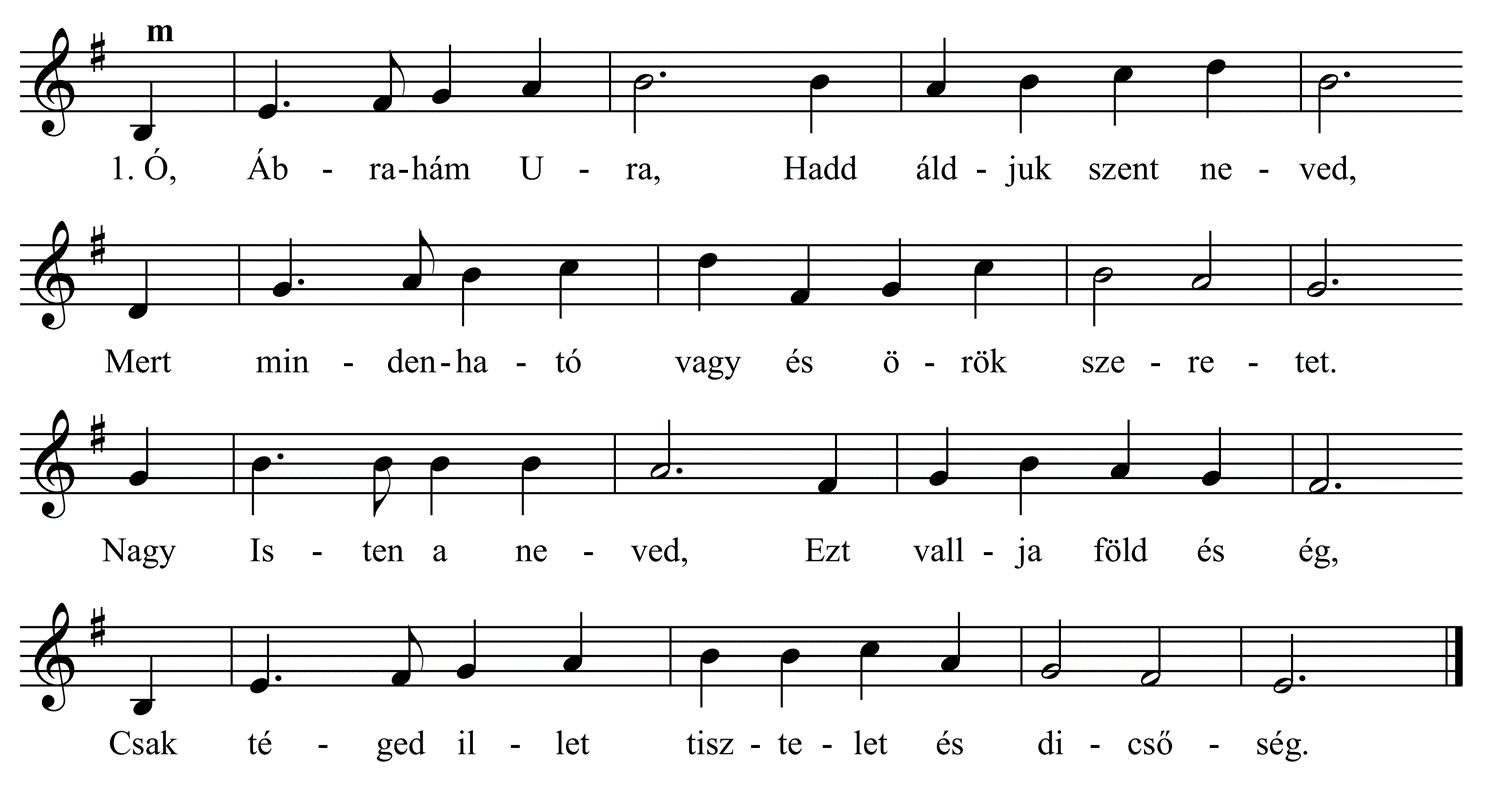 m
1. Ó, Áb - ra-hám U - ra, Hadd áld - juk szent ne - ved,
Mert min - den-ha - tó vagy és ö - rök sze - re - tet.
Nagy Is - ten a ne - ved, Ezt vall - ja föld és ég,
Csak té - ged il - let tisz - te - let és di - cső - ség.